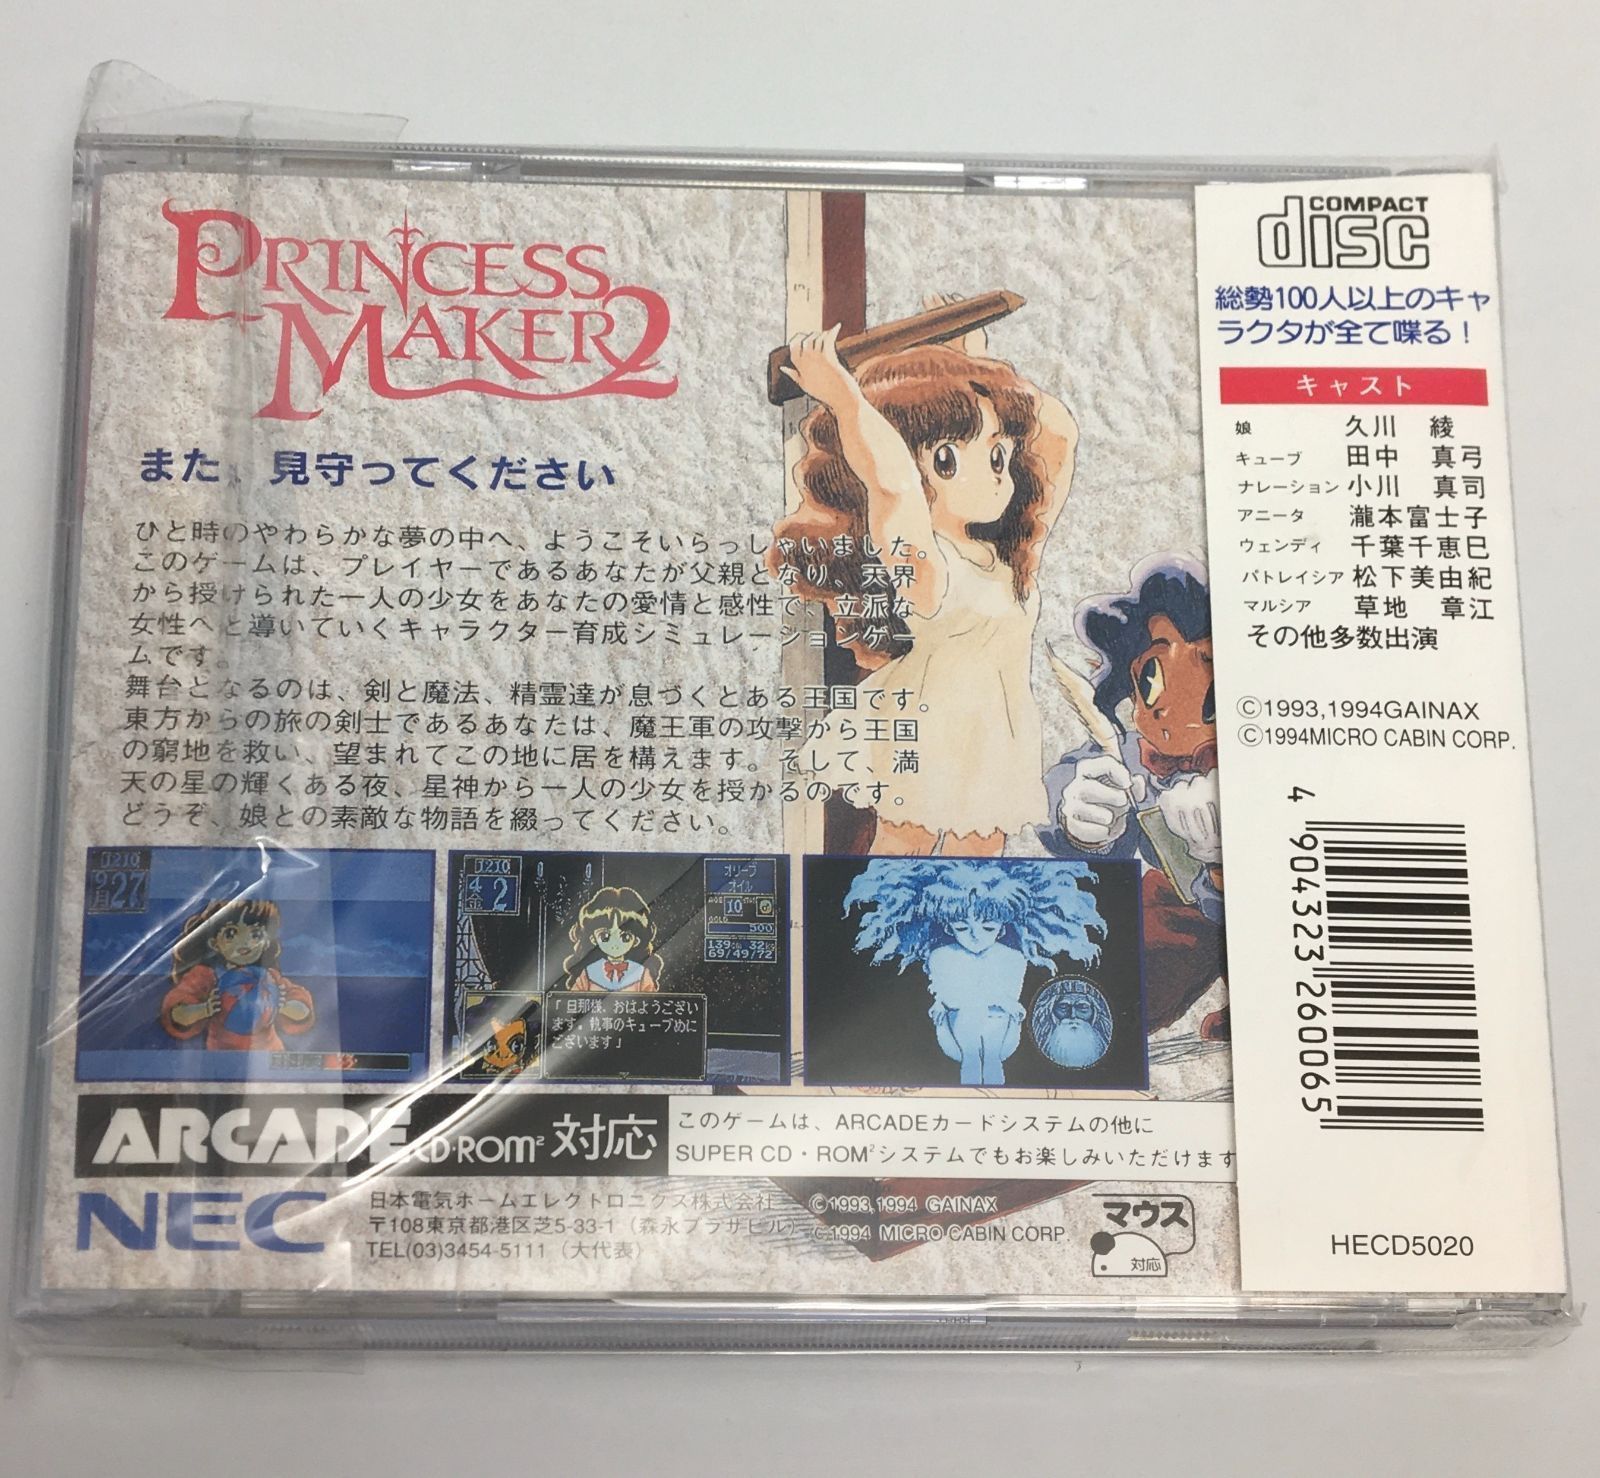 PRINCESS
MAKER2
また、見守ってください
ひと時のやわらかな夢の中へ、ようこそいらっしゃいました。
このゲームは、プレイヤーであるあなたが父親となり、天界
から授けられた一人の少女をあなたの愛情と感性で、立派な
女性へと導いていくキャラクター育成シミュレーションゲー
ムです。
舞台となるのは、剣と魔法、精霊達が息づくとある王国です。
東方からの旅の剣士であるあなたは、魔王軍の攻撃から王国
の窮地を救い、望まれてこの地に居を構えます。そして、満
天の星の輝くある夜、星神から一人の少女を授かるのです。
どうぞ、娘との素敵な物語を綴ってください。
1210
9
月 27
1210
4
金 2
オリーブ
オイル
10
500
139cm 32kg
69/49/72
「旦那様、おはようござい
ます。執事のキューブめに
ございます」
ARCADE CD-ROM² 対応
このゲームは、ARCADEカードシステムの他に
SUPER CD・ROM²システムでもお楽しみいただけます
NEC
日本電気ホームエレクトロニクス株式会社
〒108東京都港区芝5-33-1（森永プラザビル）
TEL(03)3454-5111（大代表）
©1993,1994 GAINAX
©1994 MICRO CABIN CORP.
マウス
対応
COMPACT
disc
総勢100人以上のキャ
ラクタが全て喋る！
キャスト
娘 久川 綾
キューブ 田中 真弓
ナレーション 小川 真司
アニータ 瀧本富士子
ウェンディ 千葉千恵巳
パトレイシア 松下美由紀
マルシア 草地 章江
その他多数出演
©1993,1994GAINAX
©1994MICRO CABIN CORP.
4 904323 260065
HECD5020